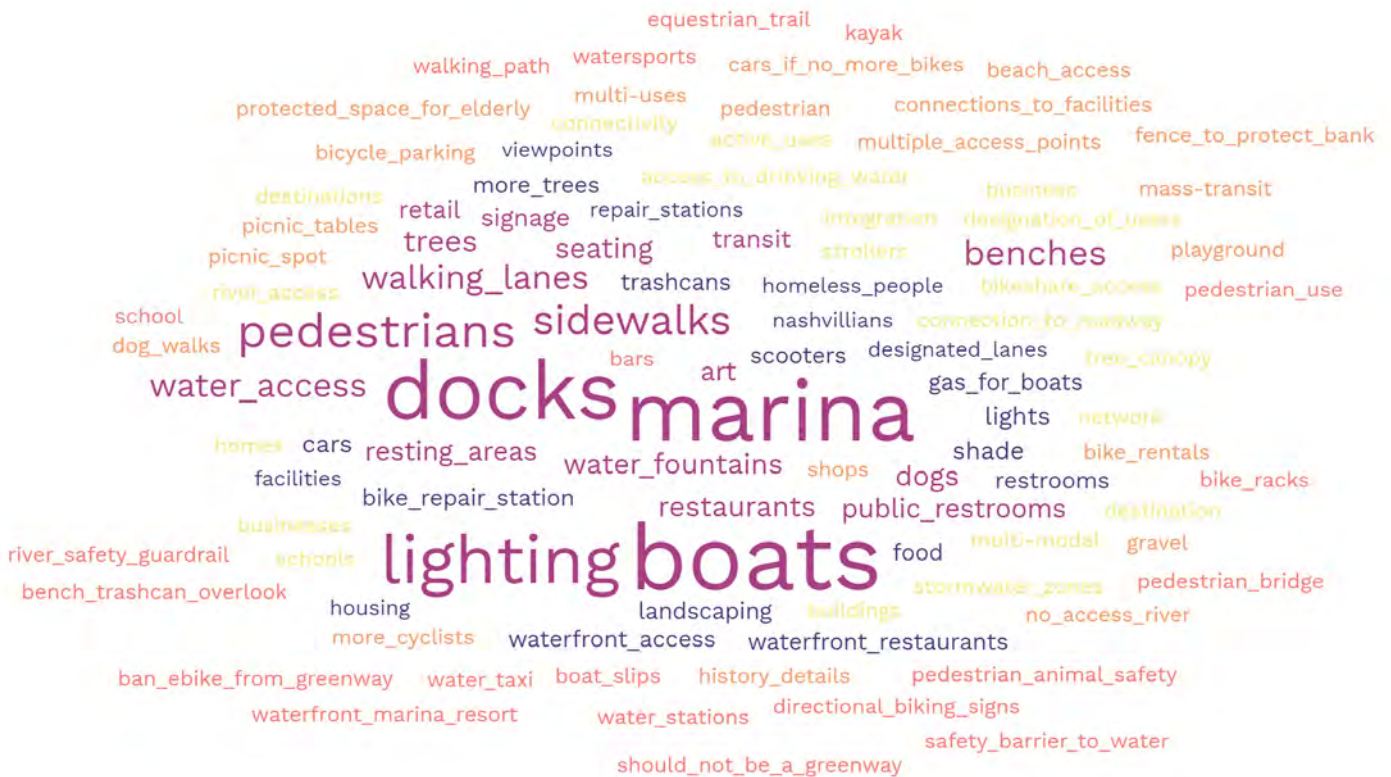 equestrian_trail
kayak
walking_path watersports cars_if_no_more_bikes beach_access
protected_space_for_elderly multi-uses pedestrian connections_to_facilities
connectivity active_uses multiple_access_points fence_to_protect_bank
bicycle_parking viewpoints
destinations more_trees access_to_drinking_water business mass-transit
picnic_tables retail signage repair_stations integration designation_of_uses
picnic_spot trees seating transit strollers benches playground
river_access walking_lanes trashcans homeless_people bikeshare_access pedestrian_use
school pedestrians sidewalks nashvillians connection_to_roadway
dog_walks bars scooters designated_lanes tree_canopy
water_access docks art marina gas_for_boats
lights network
homes cars resting_areas water_fountains shops dogs shade bike_rentals
facilities bike_repair_station restaurants public_restrooms restrooms bike_racks
businesses destination
river_safety_guardrail schools lighting boats food multi-modal gravel
bench_trashcan_overlook stormwater_zones pedestrian_bridge
housing landscaping buildings no_access_river
more_cyclists waterfront_access waterfront_restaurants
ban_ebike_from_greenway water_taxi boat_slips history_details pedestrian_animal_safety
waterfront_marina_resort water_stations directional_biking_signs
safety_barrier_to_water
should_not_be_a_greenway